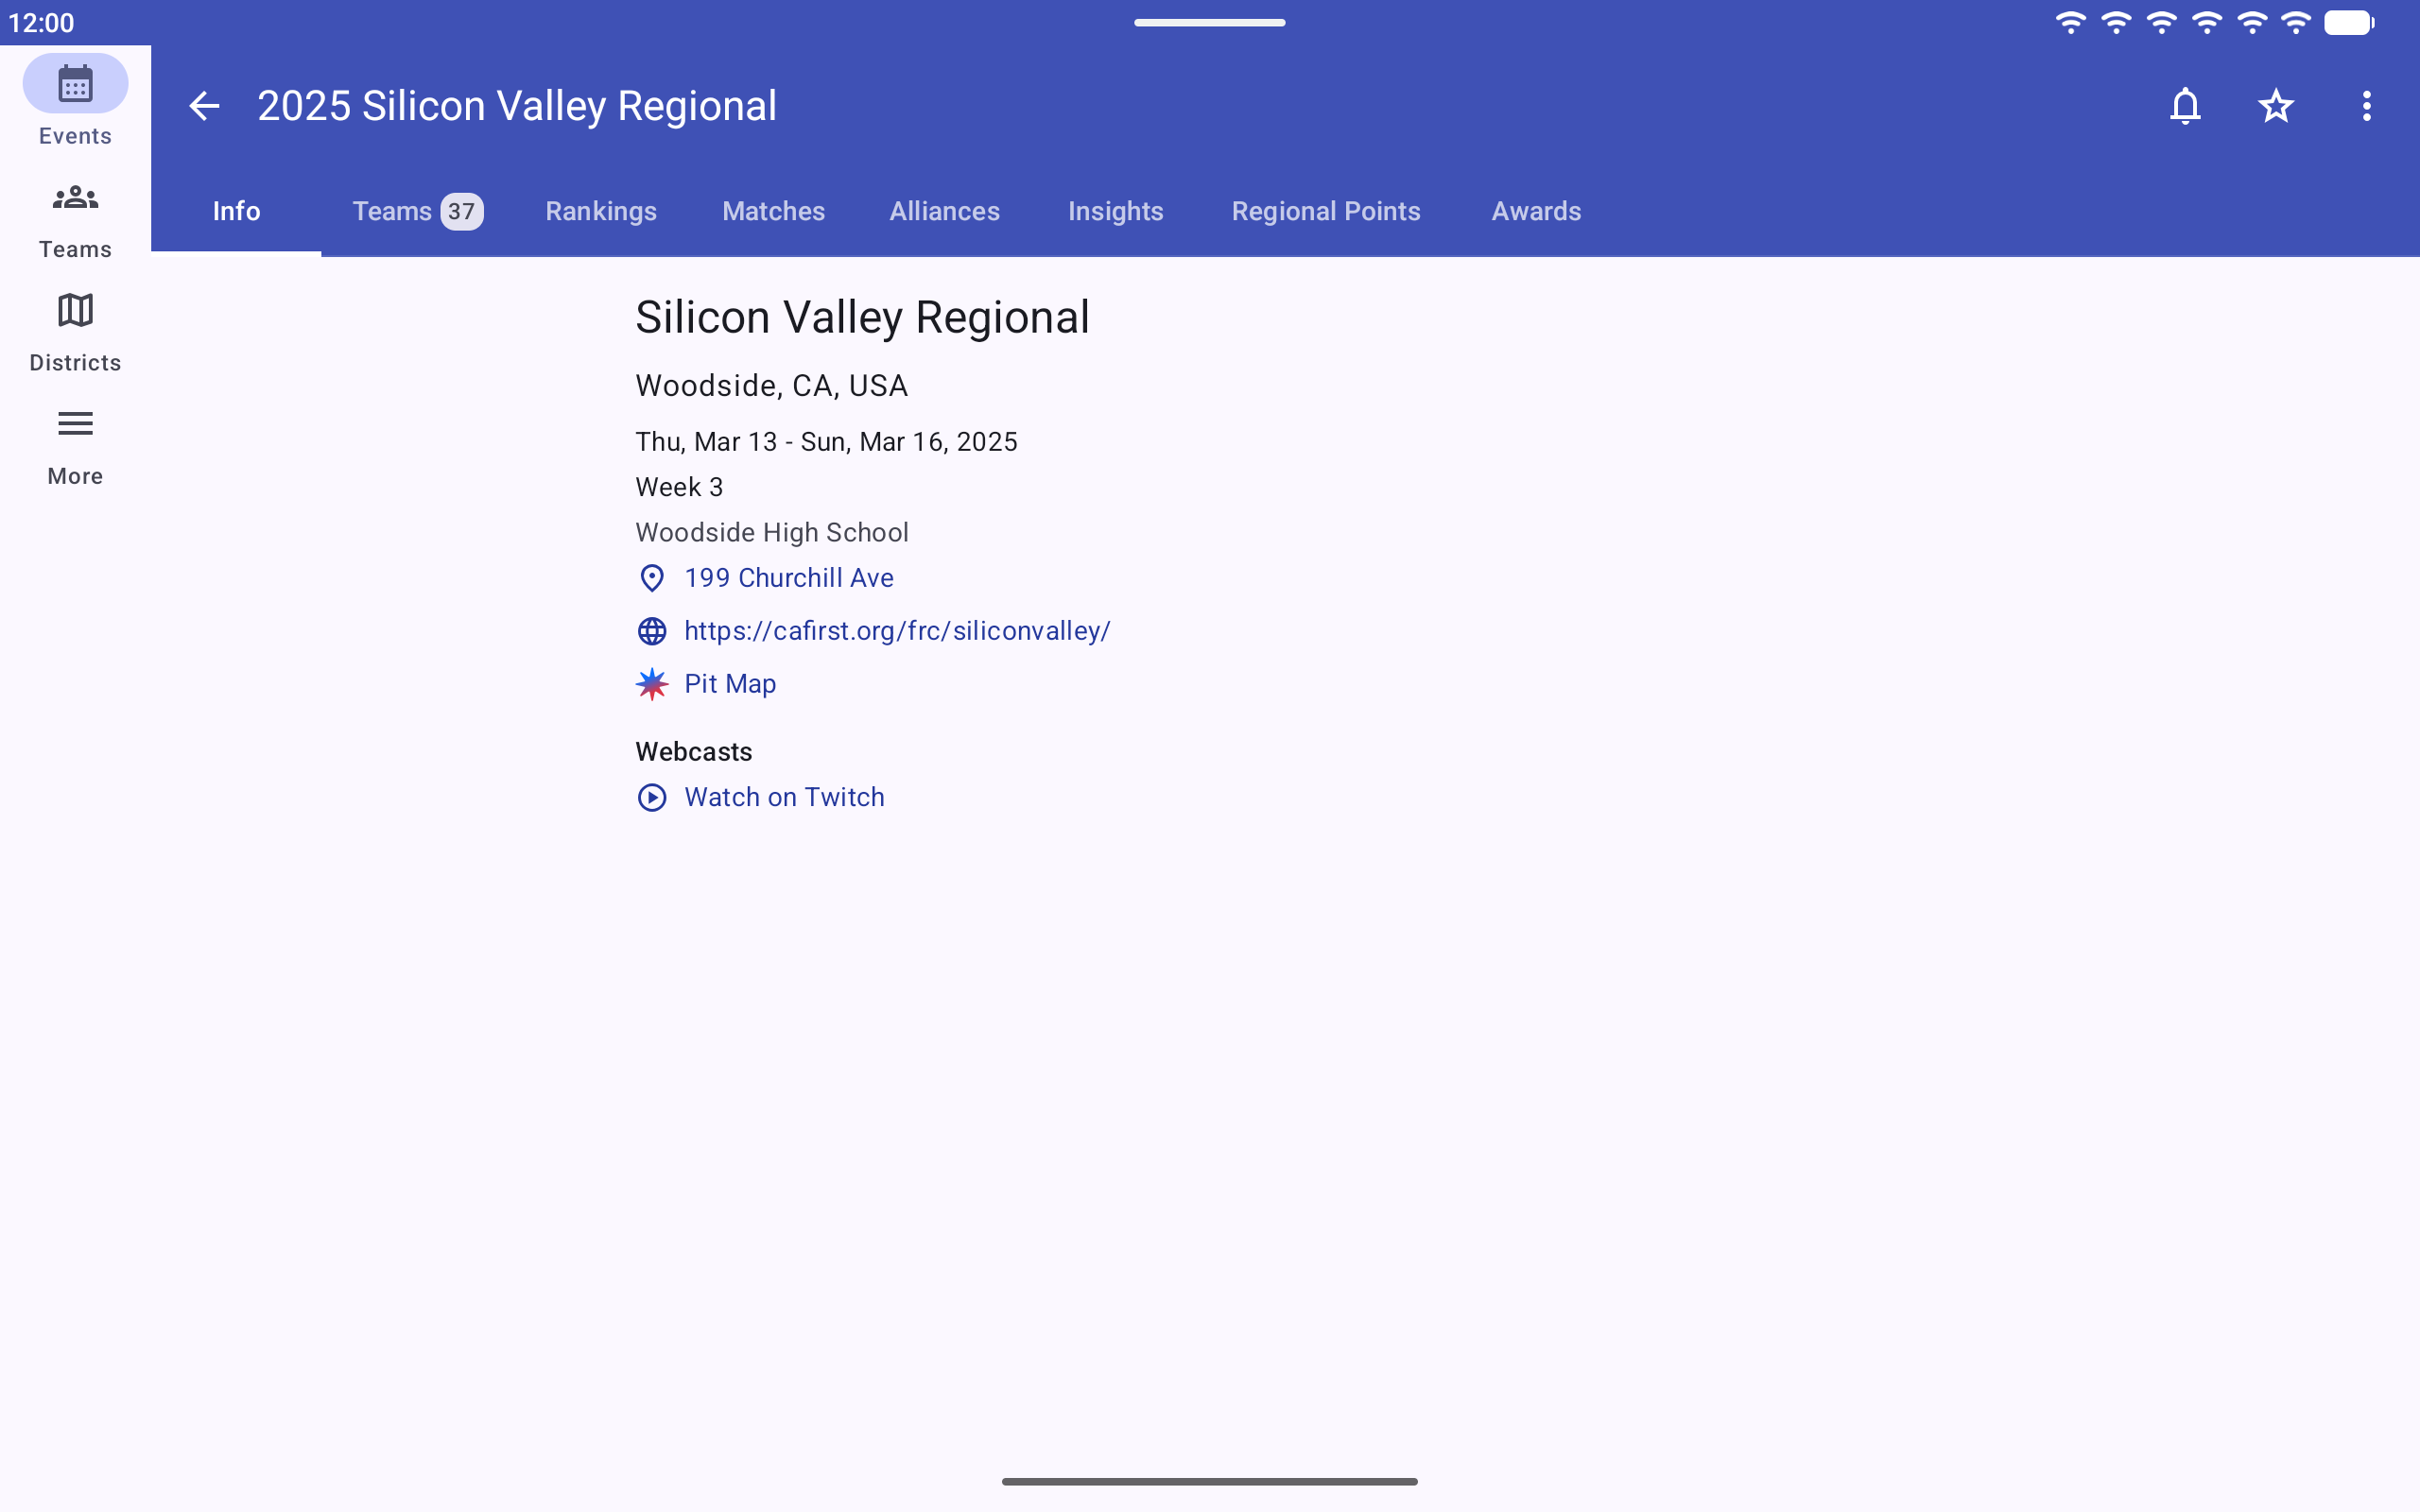 12:00
2025 Silicon Valley Regional
Events
Teams
Districts
More
Info
Teams 37
Rankings
Matches
Alliances
Insights
Regional Points
Awards
Silicon Valley Regional
Woodside, CA, USA
Thu, Mar 13 - Sun, Mar 16, 2025
Week 3
Woodside High School
199 Churchill Ave
https://cafirst.org/frc/siliconvalley/
Pit Map
Webcasts
Watch on Twitch